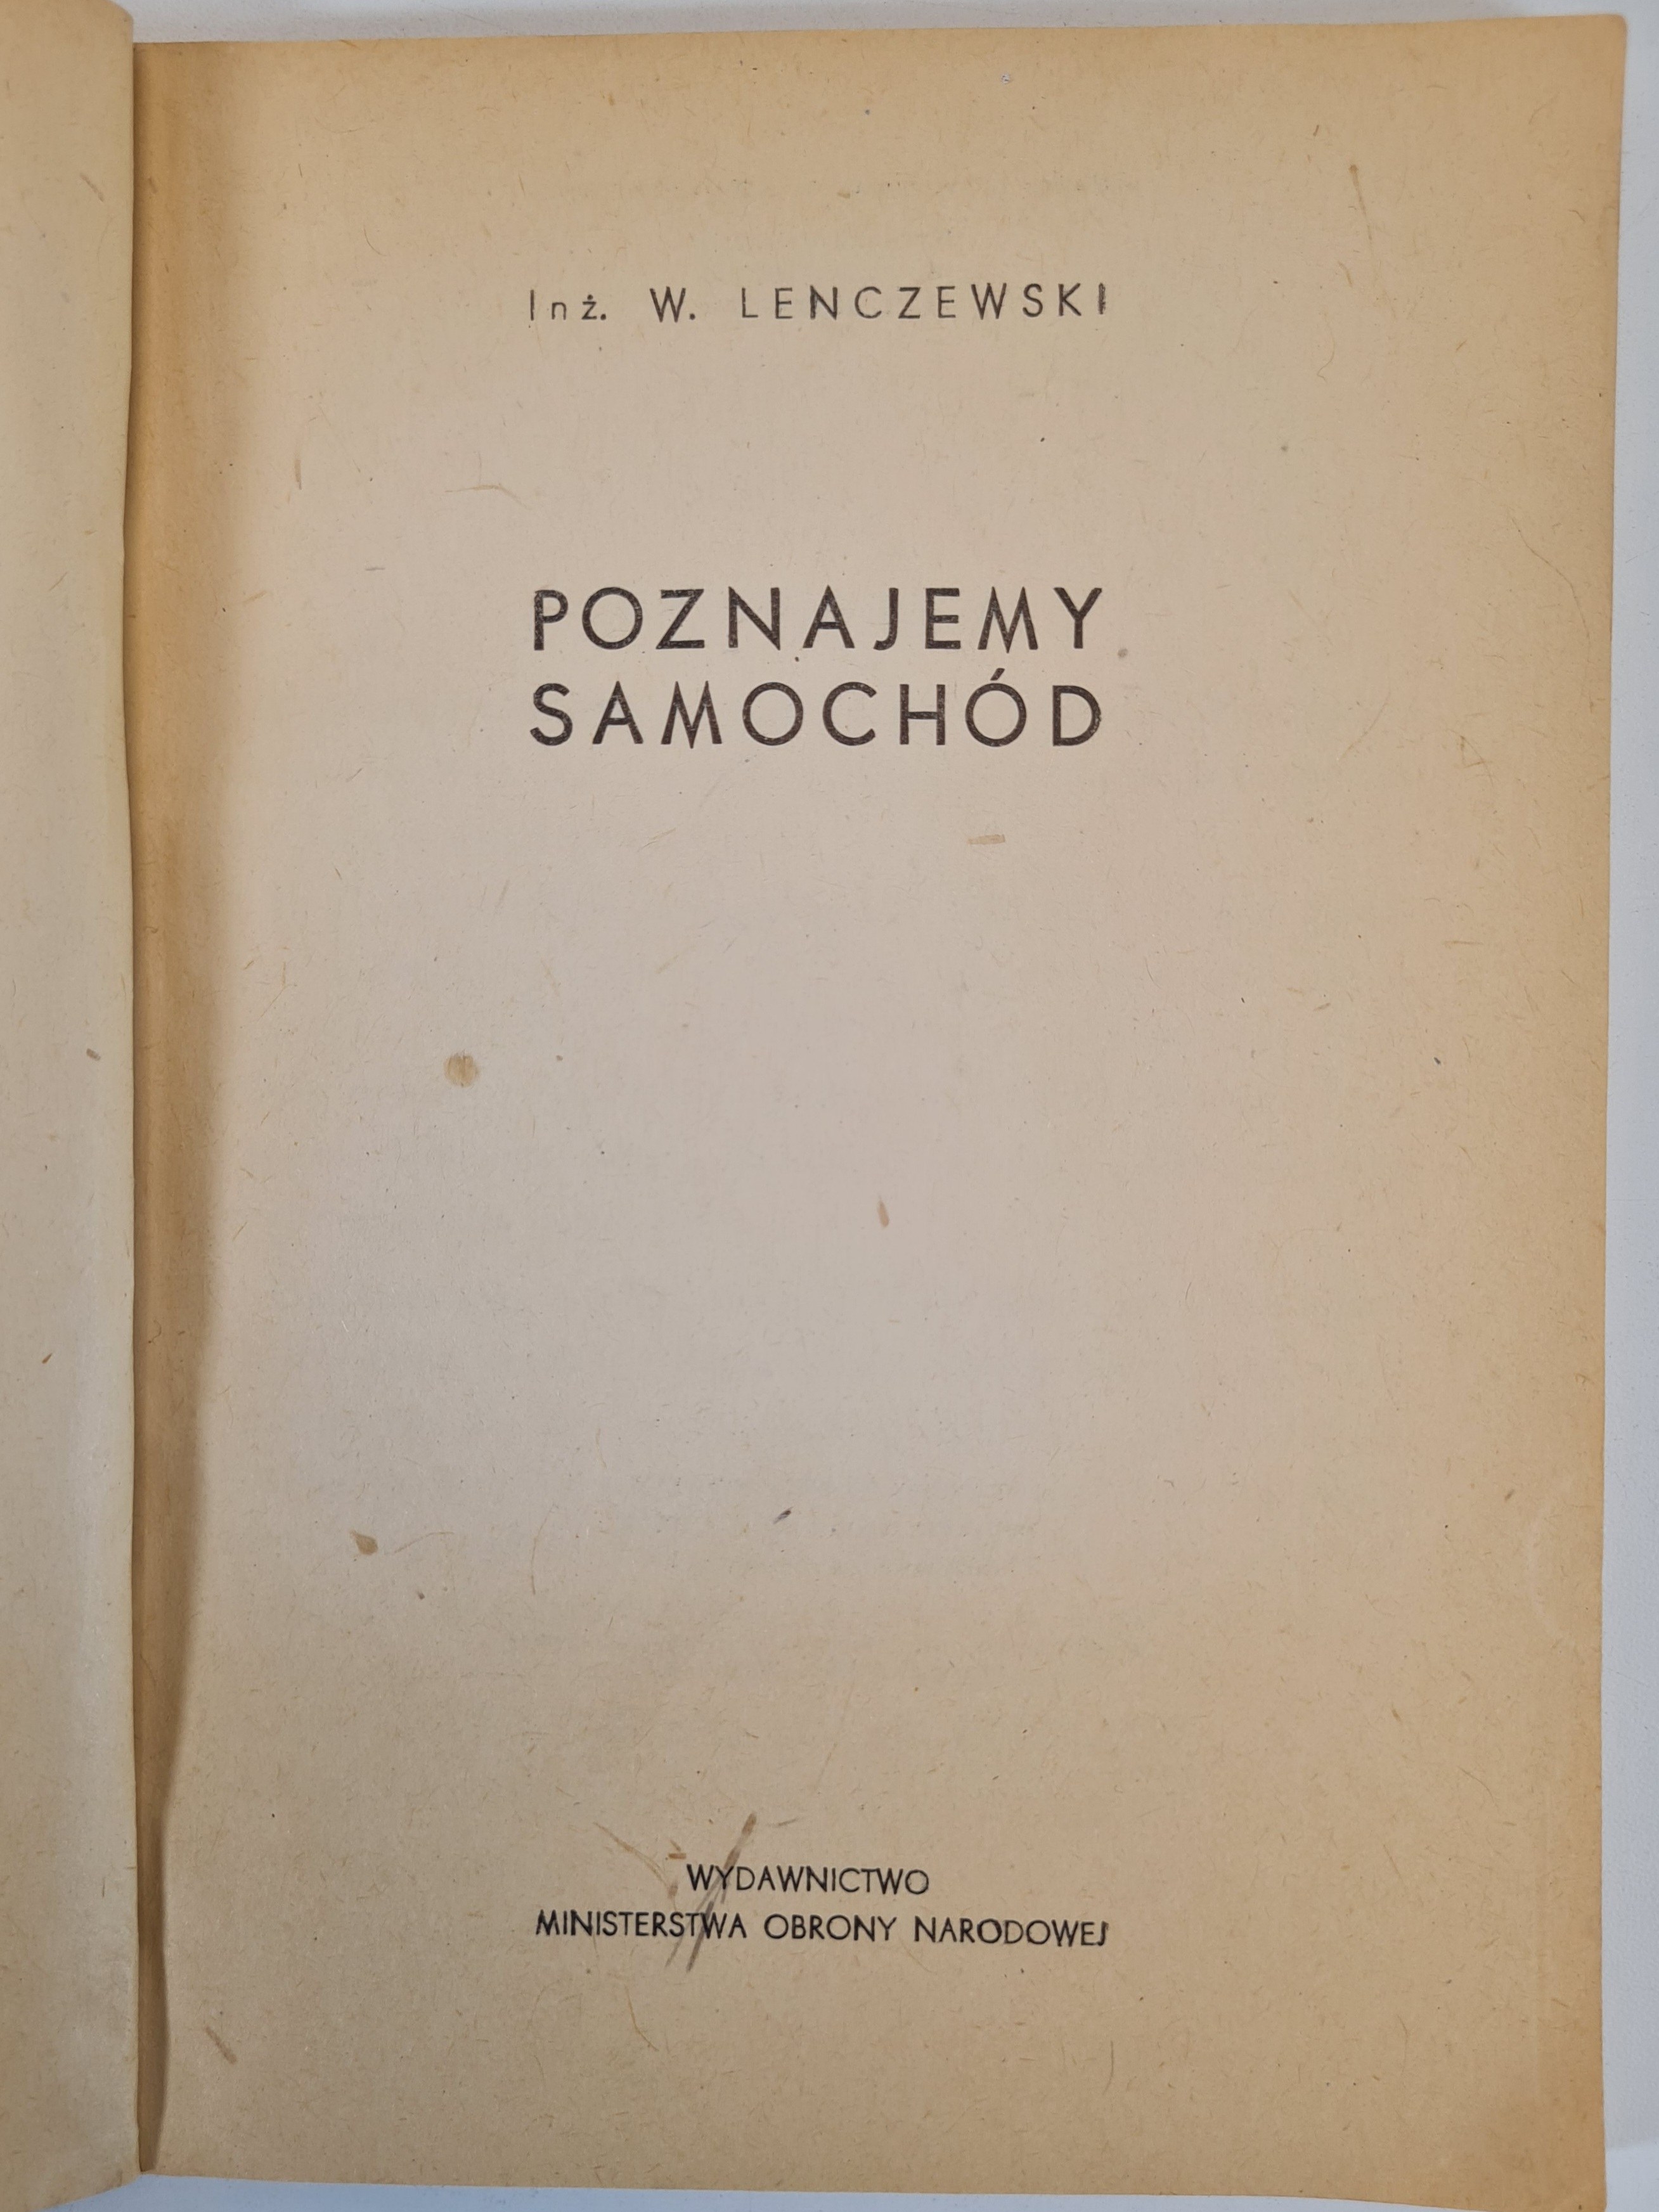 Inż. W. LENCZEWSKI
POZNAJEMY
SAMOCHÓD
WYDAWNICTWO
MINISTERSTWA OBRONY NARODOWEJ